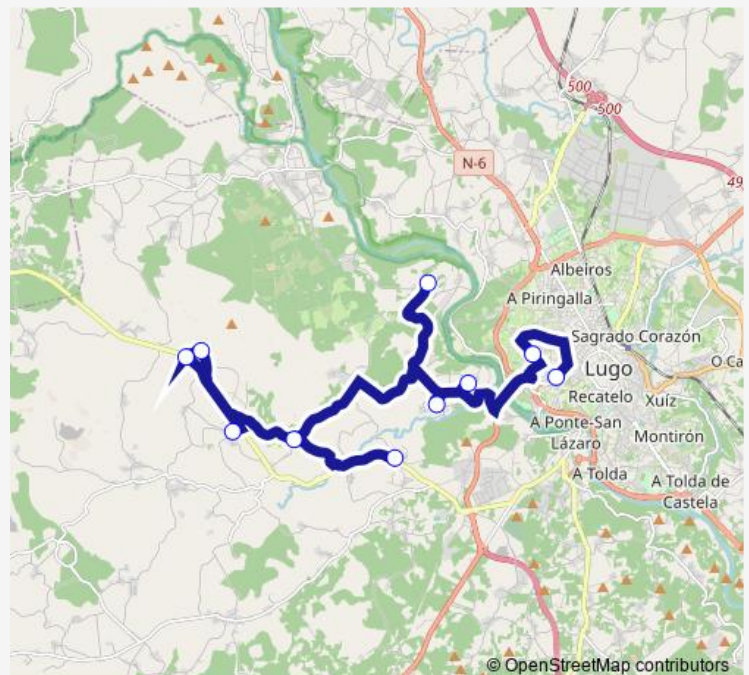 500
500
N-6
49
Albeiros
A Piringalla
Sagrado Corazón
O Ca
Lugo
Recatelo
Xuíz
A Ponte-San
Lázaro
Montirón
A Tolda
A Tolda de
Castela
© OpenStreetMap contributors